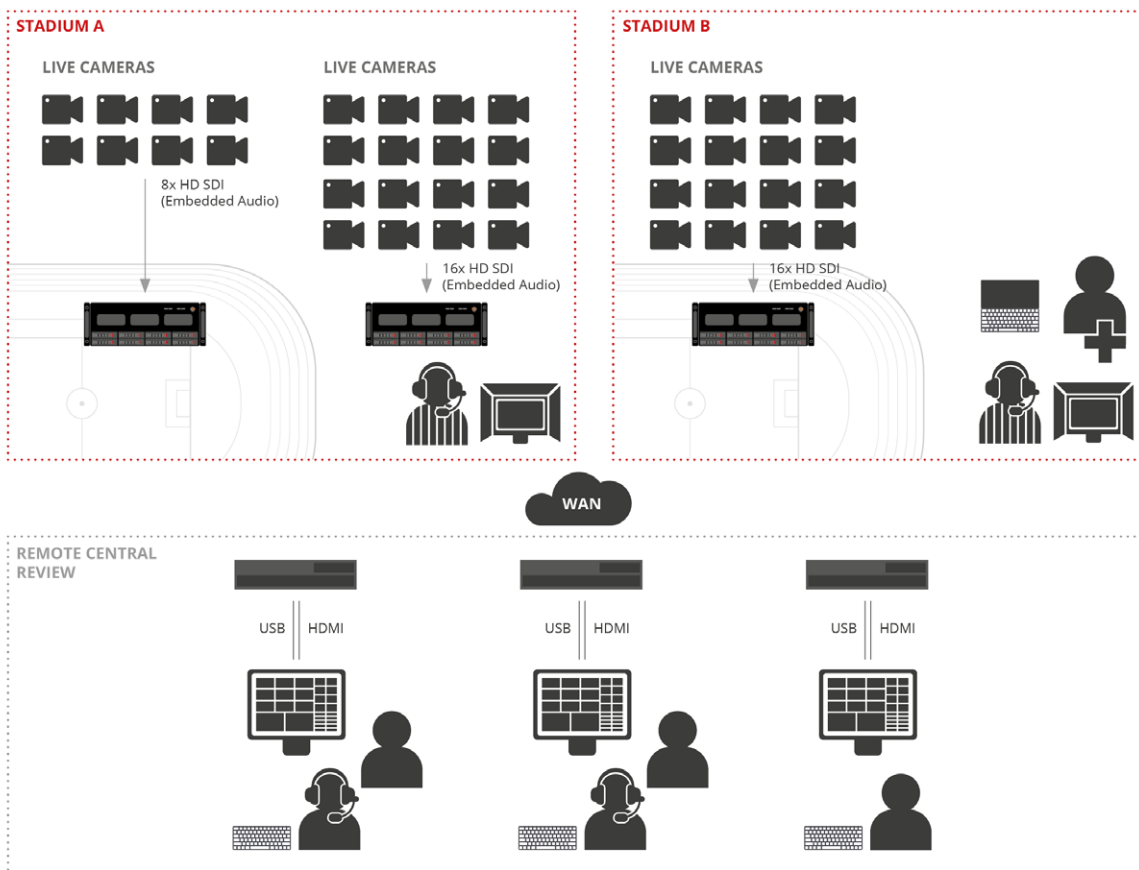 STADIUM A
LIVE CAMERAS
LIVE CAMERAS
8x HD SDI
(Embedded Audio)
16x HD SDI
(Embedded Audio)
STADIUM B
LIVE CAMERAS
16x HD SDI
(Embedded Audio)
WAN
REMOTE CENTRAL
REVIEW
USB HDMI
USB HDMI
USB HDMI